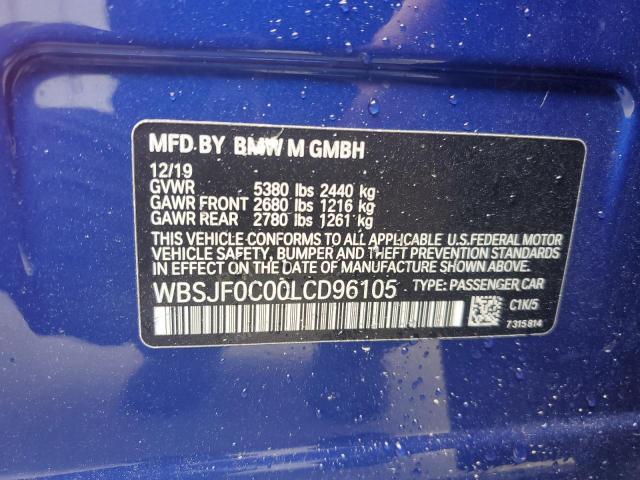 MFD.BY BMW M GMBH
12/19
GVWR 5380 lbs 2440 kg
GAWR FRONT 2680 lbs 1216 kg
GAWR REAR 2780 lbs 1261 kg
THIS VEHICLE CONFORMS TO ALL APPLICABLE U.S.FEDERAL MOTOR
VEHICLE SAFETY, BUMPER AND THEFT PREVENTION
STANDARDS IN EFFECT ON THE DATE OF MANUFACTURE SHOWN
ABOVE.
WBSJF0C00LCD96105 TYPE: PASSENGER CAR
C1K/5
7315814